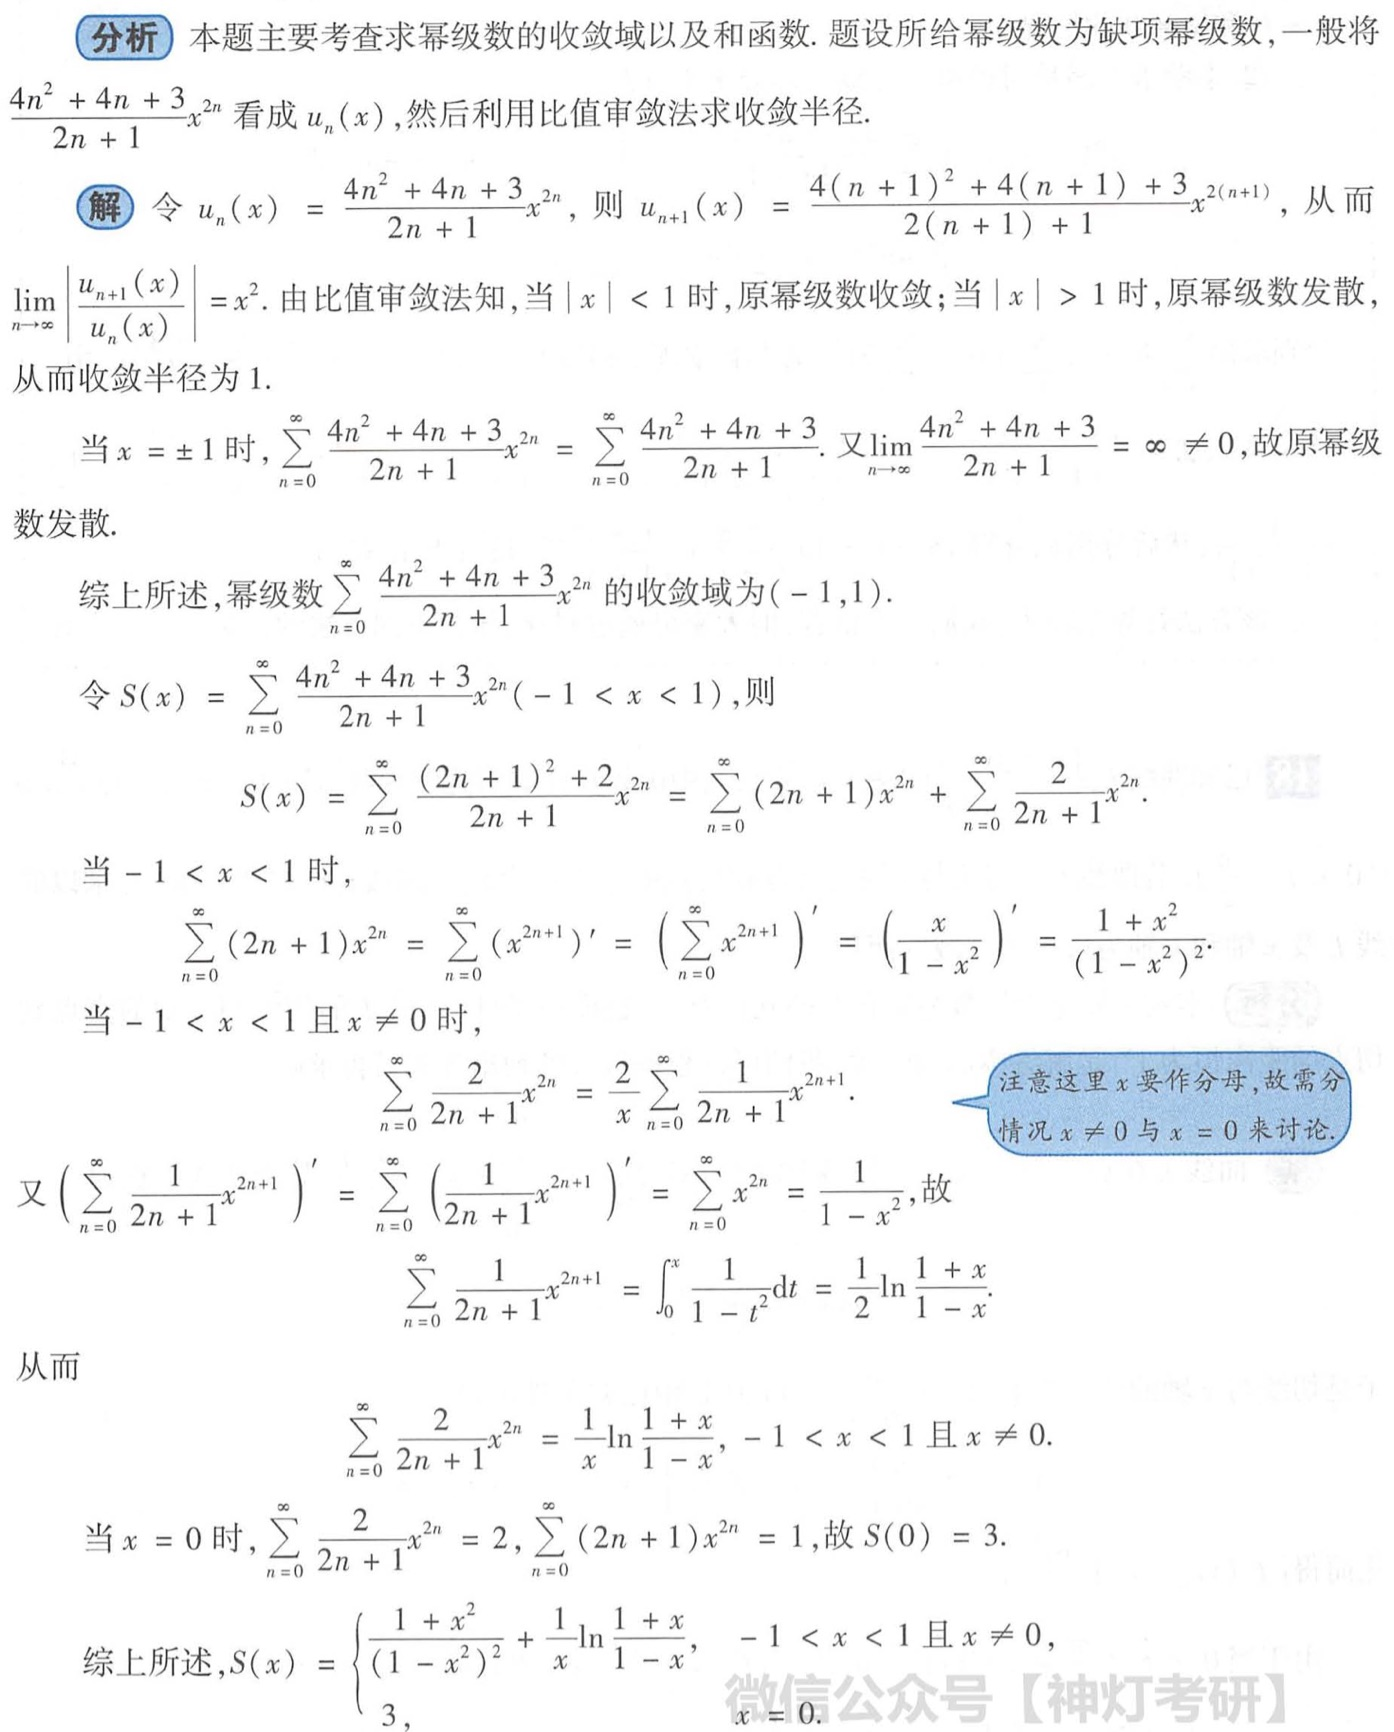 分析 本题主要考查求幂级数的收敛域以及和函数. 题设所给幂级数为缺项幂级数,一般将
$\frac{4n^2+4n+3}{2n+1}x^{2n}$ 看成 $u_n(x)$,然后利用比值审敛法求收敛半径.
解 令 $u_n(x) = \frac{4n^2+4n+3}{2n+1}x^{2n}$, 则 $u_{n+1}(x) = \frac{4(n+1)^2+4(n+1)+3}{2(n+1)+1}x^{2(n+1)}$, 从而
$\lim_{n\to\infty}\left|\frac{u_{n+1}(x)}{u_n(x)}\right| = x^2$. 由比值审敛法知,当 $|x| < 1$ 时,原幂级数收敛;当 $|x| > 1$ 时,原幂级数发散,
从而收敛半径为 1.
当 $x = \pm 1$ 时, $\sum_{n=0}^{\infty}\frac{4n^2+4n+3}{2n+1}x^{2n} = \sum_{n=0}^{\infty}\frac{4n^2+4n+3}{2n+1}$. 又 $\lim_{n\to\infty}\frac{4n^2+4n+3}{2n+1} = \infty \neq 0$,故原幂级
数发散.
综上所述,幂级数 $\sum_{n=0}^{\infty}\frac{4n^2+4n+3}{2n+1}x^{2n}$ 的收敛域为$(-1,1)$.
令 $S(x) = \sum_{n=0}^{\infty}\frac{4n^2+4n+3}{2n+1}x^{2n}(-1 < x < 1)$,则
$S(x) = \sum_{n=0}^{\infty}\frac{(2n+1)^2+2}{2n+1}x^{2n} = \sum_{n=0}^{\infty}(2n+1)x^{2n} + \sum_{n=0}^{\infty}\frac{2}{2n+1}x^{2n}$.
当 $-1 < x < 1$ 时,
$\sum_{n=0}^{\infty}(2n+1)x^{2n} = \sum_{n=0}^{\infty}(x^{2n+1})' = \left(\sum_{n=0}^{\infty}x^{2n+1}\right)' = \left(\frac{x}{1-x^2}\right)' = \frac{1+x^2}{(1-x^2)^2}$.
当 $-1 < x < 1$ 且 $x \neq 0$ 时,
$\sum_{n=0}^{\infty}\frac{2}{2n+1}x^{2n} = \frac{2}{x}\sum_{n=0}^{\infty}\frac{1}{2n+1}x^{2n+1}$.
注意这里 $x$ 要作分母,故需分
情况 $x \neq 0$ 与 $x = 0$ 来讨论.
又 $\left(\sum_{n=0}^{\infty}\frac{1}{2n+1}x^{2n+1}\right)' = \sum_{n=0}^{\infty}\left(\frac{1}{2n+1}x^{2n+1}\right)' = \sum_{n=0}^{\infty}x^{2n} = \frac{1}{1-x^2}$,故
$\sum_{n=0}^{\infty}\frac{1}{2n+1}x^{2n+1} = \int_0^x\frac{1}{1-t^2}\mathrm{d}t = \frac{1}{2}\ln\frac{1+x}{1-x}$.
从而
$\sum_{n=0}^{\infty}\frac{2}{2n+1}x^{2n} = \frac{1}{x}\ln\frac{1+x}{1-x}$, $-1 < x < 1$ 且 $x \neq 0$.
当 $x = 0$ 时, $\sum_{n=0}^{\infty}\frac{2}{2n+1}x^{2n} = 2$, $\sum_{n=0}^{\infty}(2n+1)x^{2n} = 1$,故 $S(0) = 3$.
综上所述, $S(x) = \begin{cases}\frac{1+x^2}{(1-x^2)^2} + \frac{1}{x}\ln\frac{1+x}{1-x}, & -1 < x < 1 \text{ 且 } x \neq 0, \\ 3, & x = 0.\end{cases}$
微信公众号【神灯考研】